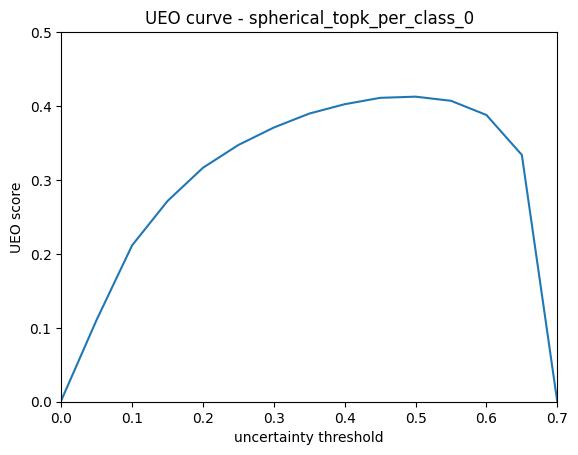 UEO curve - spherical_topk_per_class_0
0.5
0.4
0.3
0.2
0.1
0.0
UEO score
0.0 0.1 0.2 0.3 0.4 0.5 0.6 0.7
uncertainty threshold